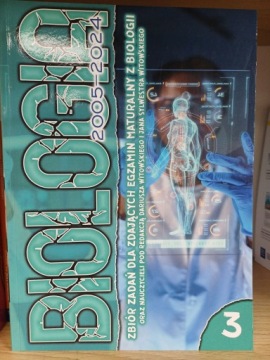 BIOLOGIA
2005-2024
ZBIÓR ZADAŃ DLA ZDAJĄCYCH EGZAMIN MATURALNY Z BIOLOGII
ORAZ NAUCZYCIELI POD REDAKCJĄ DARIUSZA WITOWSKIEGO I JANA SYLWESTRA WITOWSKIEGO
3